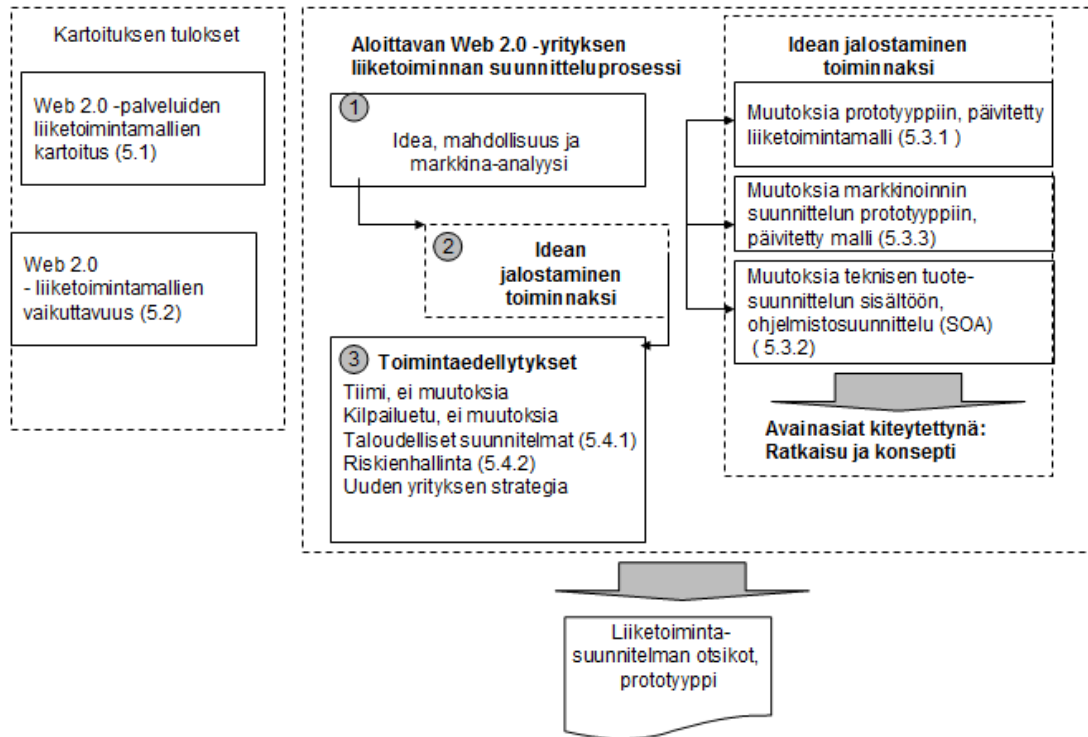 Kartoituksen tulokset
Web 2.0 -palveluiden
liiketoimintamallien
kartoitus (5.1)
Web 2.0
- liiketoimintamallien
vaikuttavuus (5.2)
Aloittavan Web 2.0 -yrityksen
liiketoiminnan suunnitteluprosessi
1
Idea, mahdollisuus ja
markkina-analyysi
2
Idean
jalostaminen
toiminnaksi
3 Toimintaedellytykset
Tiimi, ei muutoksia
Kilpailuetu, ei muutoksia
Taloudelliset suunnitelmat (5.4.1)
Riskienhallinta (5.4.2)
Uuden yrityksen strategia
Idean jalostaminen
toiminnaksi
Muutoksia prototyyppiin, päivitetty
liiketoimintamalli (5.3.1 )
Muutoksia markkinoinnin
suunnittelun prototyyppiin,
päivitetty malli (5.3.3)
Muutoksia teknisen tuote-
suunnittelun sisältöön,
ohjelmistosuunnittelu (SOA)
( 5.3.2)
Avainasiat kiteytettynä:
Ratkaisu ja konsepti
Liiketoiminta-
suunnitelman otsikot,
prototyyppi